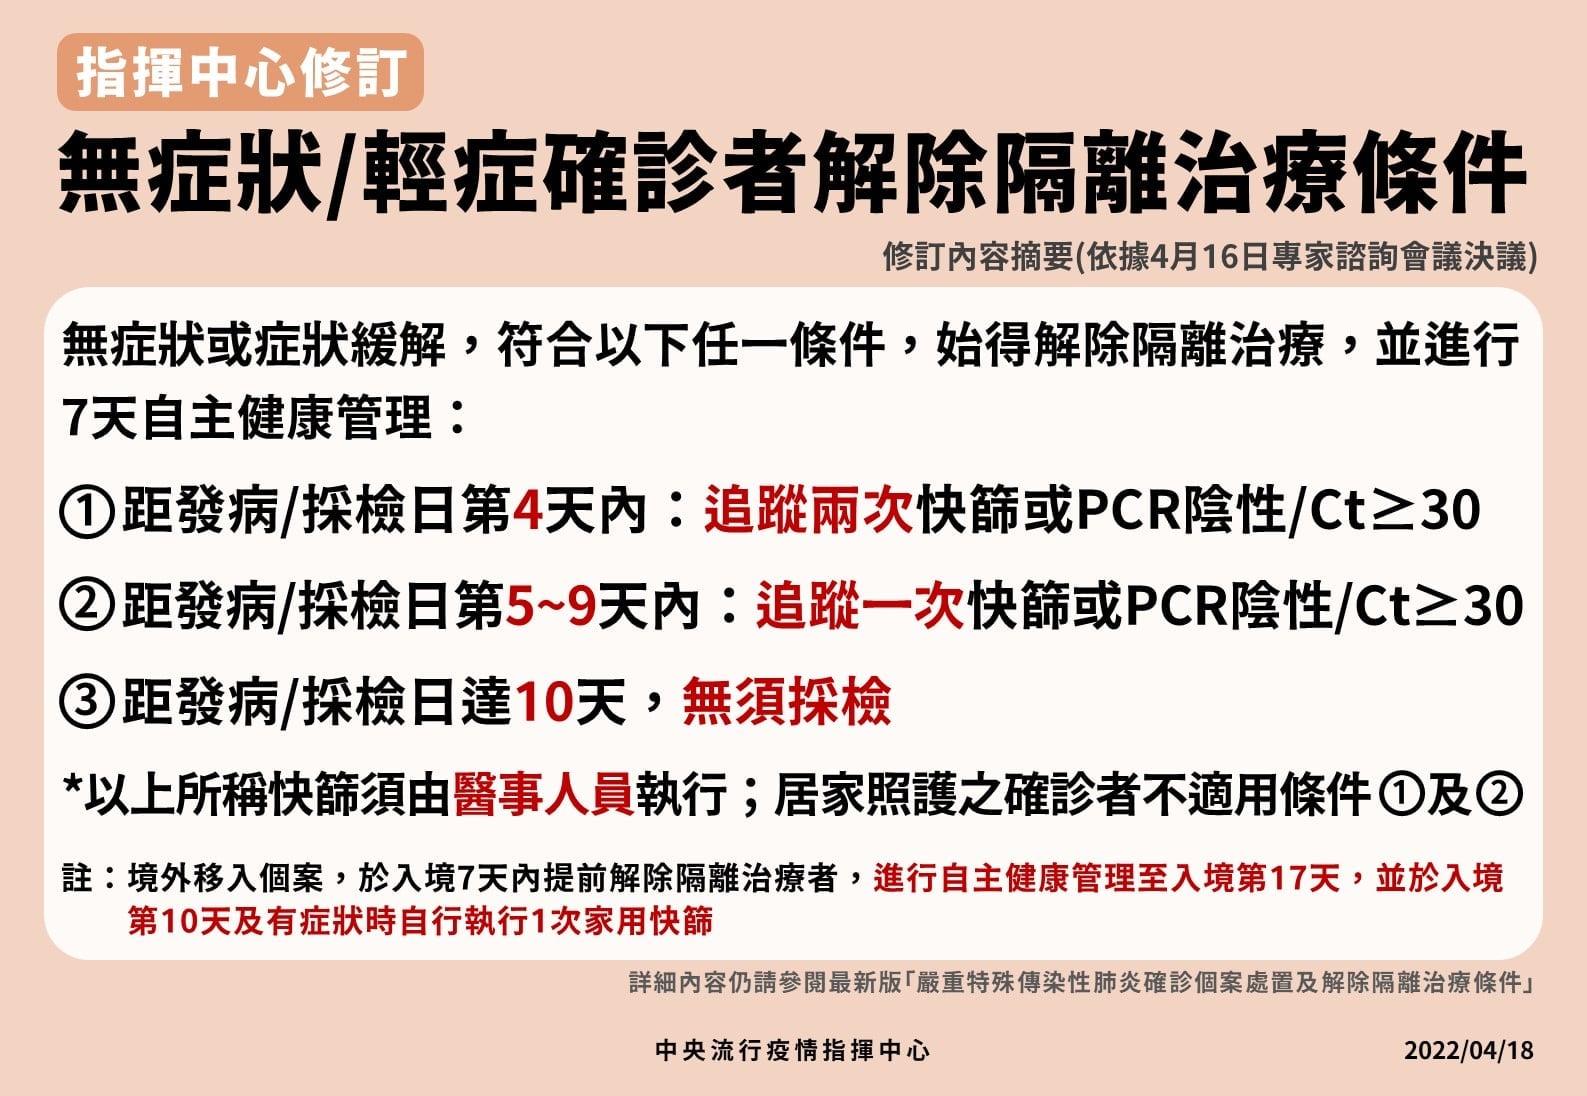 指揮中心修訂
無症狀/輕症確診者解除隔離治療條件
修訂內容摘要(依據4月16日專家諮詢會議決議)
無症狀或症狀緩解，符合以下任一條件，始得解除隔離治療，並進行
7天自主健康管理：
①距發病/採檢日第4天內：追蹤兩次快篩或PCR陰性/Ct≥30
②距發病/採檢日第5~9天內：追蹤一次快篩或PCR陰性/Ct≥30
③距發病/採檢日達10天，無須採檢
*以上所稱快篩須由醫事人員執行；居家照護之確診者不適用條件①及②
註：境外移入個案，於入境7天內提前解除隔離治療者，進行自主健康管理至入境第17天，並於入境
第10天及有症狀時自行執行1次家用快篩
詳細內容仍請參閱最新版「嚴重特殊傳染性肺炎確診個案處置及解除隔離治療條件」
中央流行疫情指揮中心
2022/04/18